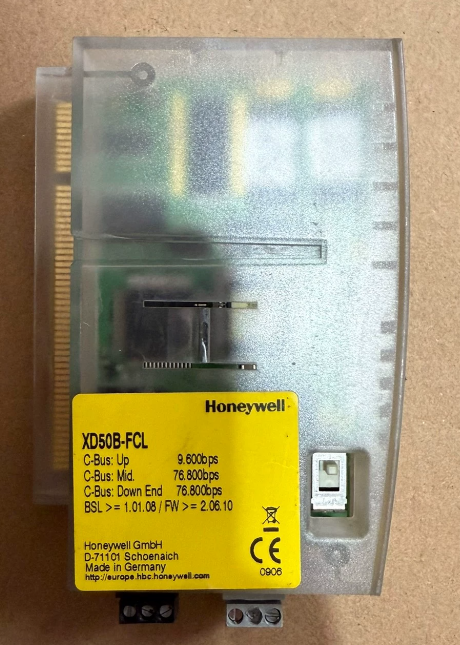 Honeywell
XD50B-FCL
C-Bus: Up 9.600bps
C-Bus: Mid. 76.800bps
C-Bus: Down End 76.800bps
BSL >= 1.01.08 / FW >= 2.06.10
Honeywell GmbH
D-71101 Schoenaich
Made in Germany
http://europe.hbc.honeywell.com
CE
0906